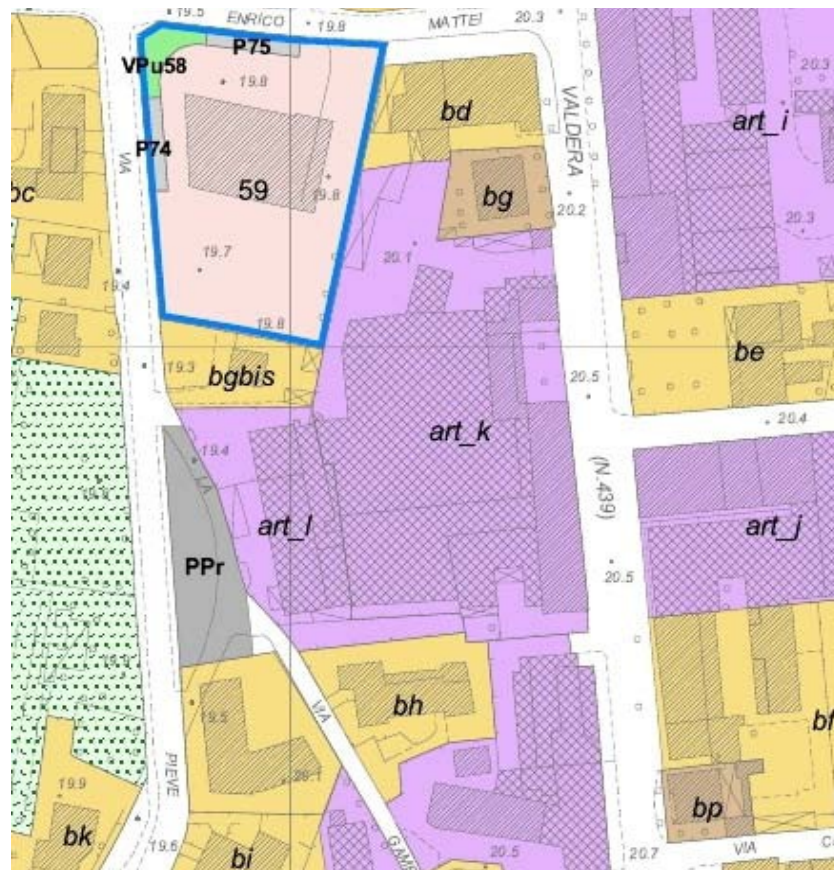 19.5
ENRICO
19.8
MATTEI
20.3
P75
VPu58
19.8
20.3
VALDERA
bd
art_i
VIA
P74
59
19.8
bg
20.2
bc
20.3
19.7
20.1
19.4
19.8
19.3
bgbis
be
20.5
20.4
art_k
19.4
LA
(N.439)
art_l
art_j
PPr
20.5
VIA
bh
19.5
20.1
PIEVE
19.9
bk
bp
19.6
bi
GAME
20.5
20.7
VIA